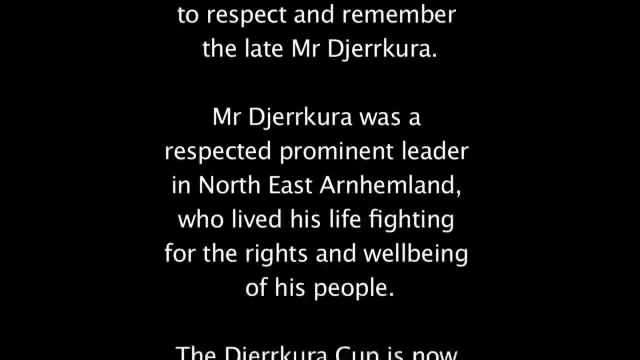 to respect and remember
the late Mr Djerrkura.
Mr Djerrkura was a
respected prominent leader
in North East Arnhemland,
who lived his life fighting
for the rights and wellbeing
of his people.
The Djerrkura Cup is now